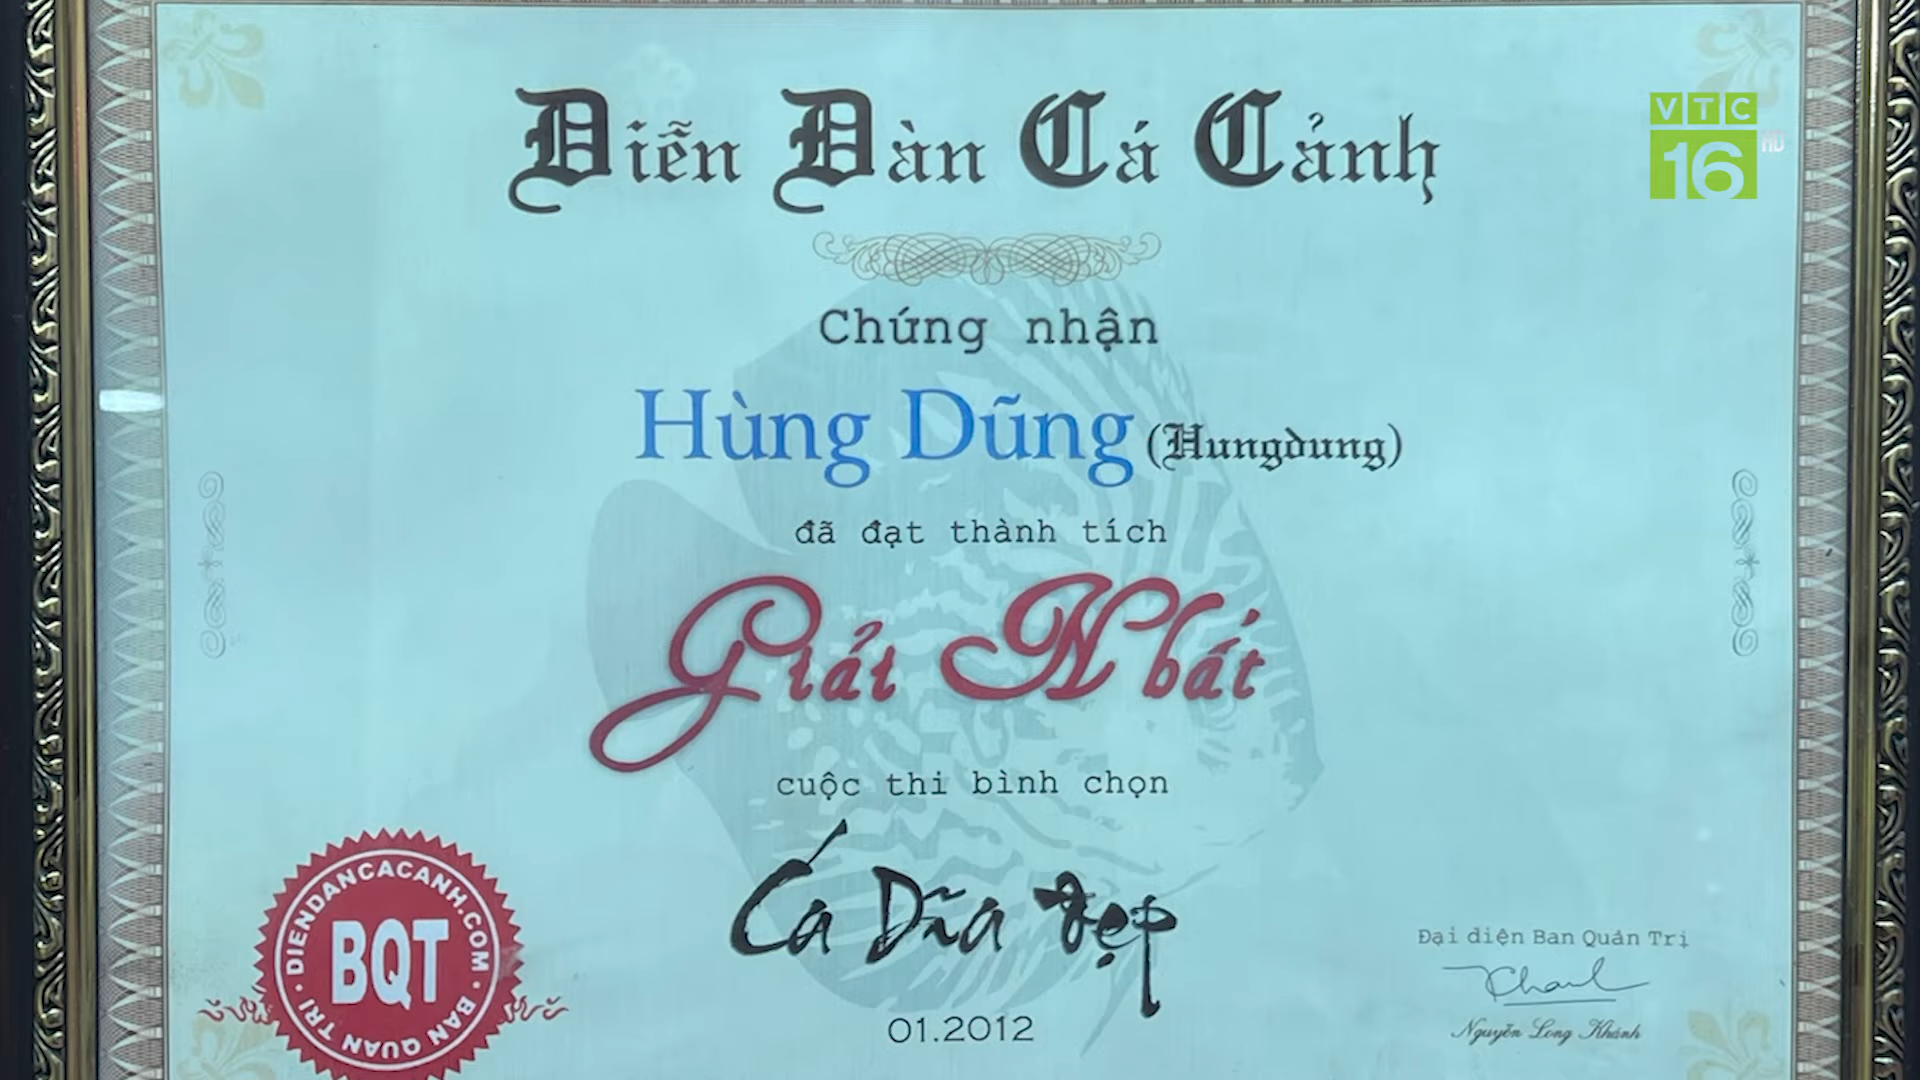 Diễn Đàn Cá Cảnh
VTC
16
HD
Chứng nhận
Hùng Dũng (Hungdung)
đã đạt thành tích
Giải Nhất
cuộc thi bình chọn
Cá Dĩa Đẹp
01.2012
DIENDANCACANH.COM • BAN QUẢN TRỊ •
BQT
Đại diện Ban Quản Trị
Nguyễn Long Khánh